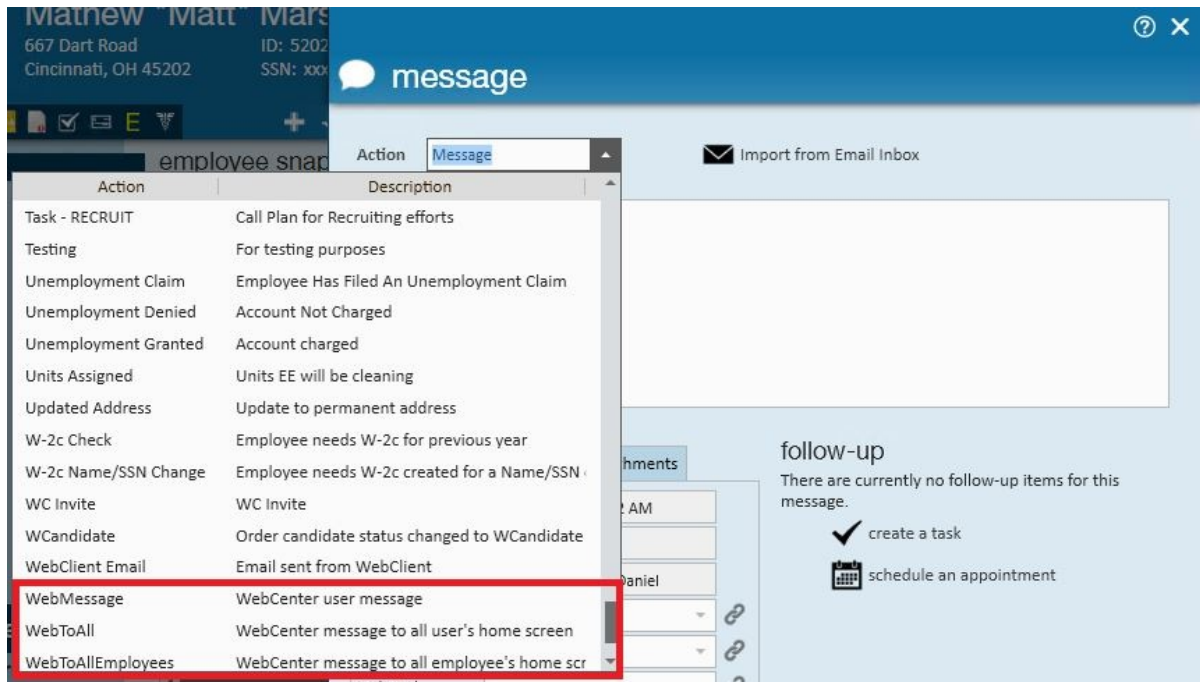 Mathew "Matt" Mars
667 Dart Road ID: 5202
Cincinnati, OH 45202 SSN: xxx
message
E
Action Message Import from Email Inbox
employee snap
Action Description
Task - RECRUIT Call Plan for Recruiting efforts
Testing For testing purposes
Unemployment Claim Employee Has Filed An Unemployment Claim
Unemployment Denied Account Not Charged
Unemployment Granted Account charged
Units Assigned Units EE will be cleaning
Updated Address Update to permanent address
W-2c Check Employee needs W-2c for previous year
W-2c Name/SSN Change Employee needs W-2c created for a Name/SSN
WC Invite WC Invite
WCandidate Order candidate status changed to WCandidate
WebClient Email Email sent from WebClient
WebMessage WebCenter user message
WebToAll WebCenter message to all user's home screen
WebToAllEmployees WebCenter message to all employee's home scr
hments
2 AM
Daniel
follow-up
There are currently no follow-up items for this
message.
create a task
schedule an appointment